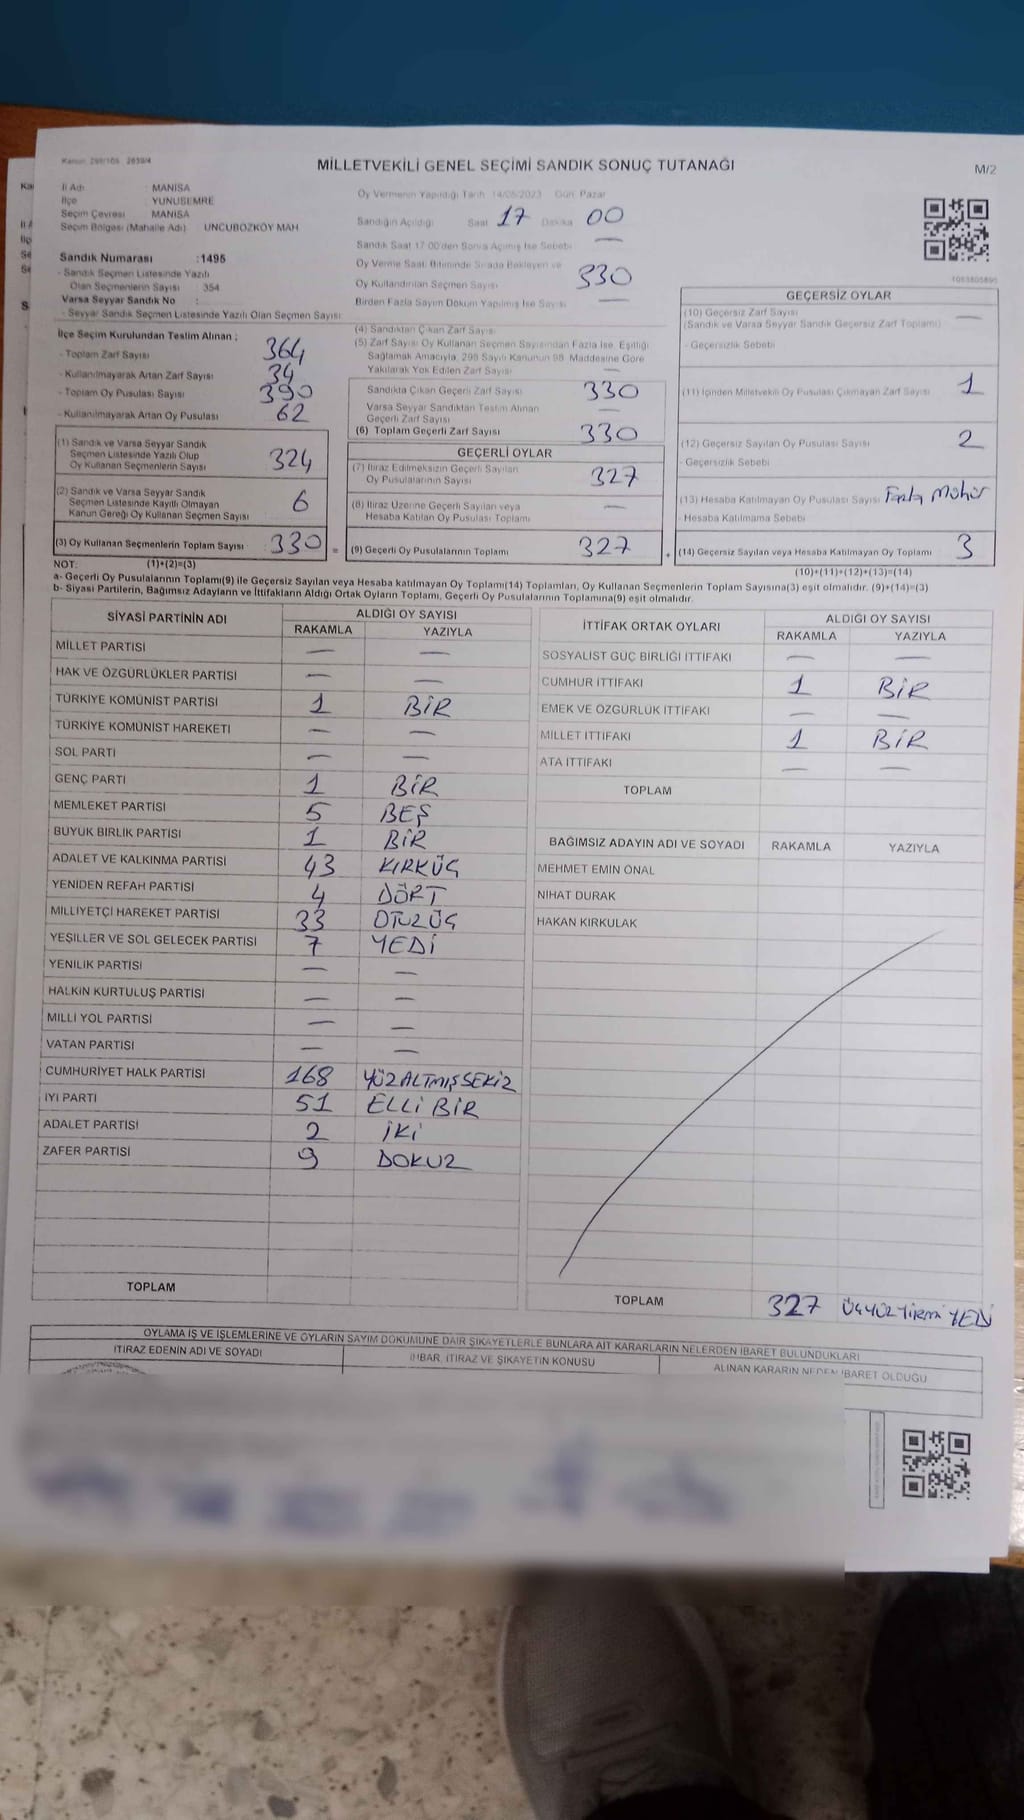 MİLLETVEKİLİ GENEL SEÇİMİ SANDIK SONUÇ TUTANAĞI
M/2
İl Adı : MANİSA
İlçe : YUNUSEMRE
Seçim Çevresi : MANİSA
Seçim Bölgesi (Mahalle Adı) : UNCUBOZKÖY MAH
Sandık Numarası :1495
- Sandık Seçmen Listesinde Yazılı
Olan Seçmenlerin Sayısı : 354
Varsa Seyyar Sandık No :
- Seyyar Sandık Seçmen Listesinde Yazılı Olan Seçmen Sayısı
Oy Vermenin Yapıldığı Tarih 14/05/2023 Gün Pazar
Sandığın Açıldığı Saat 17 Dakika 00
Sandık Saat 17:00'den Sonra Açılmış İse Sebebi —
Oy Verme Saati Bitiminde Sırada Bekleyen ve
Oy Kullandırılan Seçmen Sayısı 330
Birden Fazla Sayım Döküm Yapılmış İse Sayısı —
İlçe Seçim Kurulundan Teslim Alınan ;
- Toplam Zarf Sayısı 364
- Kullanılmayarak Artan Zarf Sayısı 34
- Toplam Oy Pusulası Sayısı 390
- Kullanılmayarak Artan Oy Pusulası 62
(1) Sandık ve Varsa Seyyar Sandık
Seçmen Listesinde Yazılı Olup
Oy Kullanan Seçmenlerin Sayısı 324
(2) Sandık ve Varsa Seyyar Sandık
Seçmen Listesinde Kayıtlı Olmayan
Kanun Gereği Oy Kullanan Seçmen Sayısı 6
(3) Oy Kullanan Seçmenlerin Toplam Sayısı 330 =
(4) Sandıktan Çıkan Zarf Sayısı
(5) Zarf Sayısı Oy Kullanan Seçmen Sayısından Fazla İse, Eşitliği
Sağlamak Amacıyla, 298 Sayılı Kanunun 98. Maddesine Göre
Yakılarak Yok Edilen Zarf Sayısı —
Sandıkta Çıkan Geçerli Zarf Sayısı 330
Varsa Seyyar Sandıktan Teslim Alınan
Geçerli Zarf Sayısı —
(6) Toplam Geçerli Zarf Sayısı 330
GEÇERLİ OYLAR
(7) İtiraz Edilmeksizin Geçerli Sayılan
Oy Pusulalarının Sayısı 327
(8) İtiraz Üzerine Geçerli Sayılan veya
Hesaba Katılan Oy Pusulası Toplamı —
(9) Geçerli Oy Pusulalarının Toplamı 327 +
GEÇERSİZ OYLAR
(10) Geçersiz Zarf Sayısı
(Sandık ve Varsa Seyyar Sandık Geçersiz Zarf Toplamı) —
- Geçersizlik Sebebi
(11) İçinden Milletvekili Oy Pusulası Çıkmayan Zarf Sayısı 1
(12) Geçersiz Sayılan Oy Pusulası Sayısı 2
- Geçersizlik Sebebi
(13) Hesaba Katılmayan Oy Pusulası Sayısı Fazla Mühür
- Hesaba Katılmama Sebebi
(14) Geçersiz Sayılan veya Hesaba Katılmayan Oy Toplamı 3
NOT: (1)+(2)=(3) (10)+(11)+(12)+(13)=(14)
a- Geçerli Oy Pusulalarının Toplamı(9) ile Geçersiz Sayılan veya Hesaba katılmayan Oy Toplamı(14) Toplamları, Oy Kullanan Seçmenlerin Toplam Sayısına(3) eşit olmalıdır. (9)+(14)=(3)
b- Siyasi Partilerin, Bağımsız Adayların ve İttifakların Aldığı Ortak Oyların Toplamı, Geçerli Oy Pusulalarının Toplamına(9) eşit olmalıdır.
SİYASİ PARTİNİN ADI ALDIĞI OY SAYISI
RAKAMLA YAZIYLA
MİLLET PARTİSİ — —
HAK VE ÖZGÜRLÜKLER PARTİSİ — —
TÜRKİYE KOMÜNİST PARTİSİ 1 BİR
TÜRKİYE KOMÜNİST HAREKETİ — —
SOL PARTİ — —
GENÇ PARTİ 1 BİR
MEMLEKET PARTİSİ 5 BEŞ
BÜYÜK BİRLİK PARTİSİ 1 BİR
ADALET VE KALKINMA PARTİSİ 43 KIRKÜÇ
YENİDEN REFAH PARTİSİ 4 DÖRT
MİLLİYETÇİ HAREKET PARTİSİ 33 OTUZÜÇ
YEŞİLLER VE SOL GELECEK PARTİSİ 7 YEDİ
YENİLİK PARTİSİ — —
HALKIN KURTULUŞ PARTİSİ — —
MİLLİ YOL PARTİSİ — —
VATAN PARTİSİ — —
CUMHURİYET HALK PARTİSİ 168 YÜZALTMIŞSEKİZ
İYİ PARTİ 51 ELLİ BİR
ADALET PARTİSİ 2 İKİ
ZAFER PARTİSİ 9 DOKUZ
TOPLAM
İTTİFAK ORTAK OYLARI ALDIĞI OY SAYISI
RAKAMLA YAZIYLA
SOSYALİST GÜÇ BİRLİĞİ İTTİFAKI — —
CUMHUR İTTİFAKI 1 BİR
EMEK VE ÖZGÜRLÜK İTTİFAKI — —
MİLLET İTTİFAKI 1 BİR
ATA İTTİFAKI — —
TOPLAM
BAĞIMSIZ ADAYIN ADI VE SOYADI RAKAMLA YAZIYLA
MEHMET EMİN ÖNAL
NİHAT DURAK
HAKAN KIRKULAK
TOPLAM 327 ÜÇYÜZYİRMİ YEDİ
OYLAMA İŞ VE İŞLEMLERİNE VE OYLARIN SAYIM DÖKÜMÜNE DAİR ŞİKAYETLERLE BUNLARA AİT KARARLARIN NELERDEN İBARET BULUNDUKLARI
İTİRAZ EDENİN ADI VE SOYADI
İHBAR, İTİRAZ VE ŞİKAYETİN KONUSU
ALINAN KARARIN NEDEN İBARET OLDUĞU